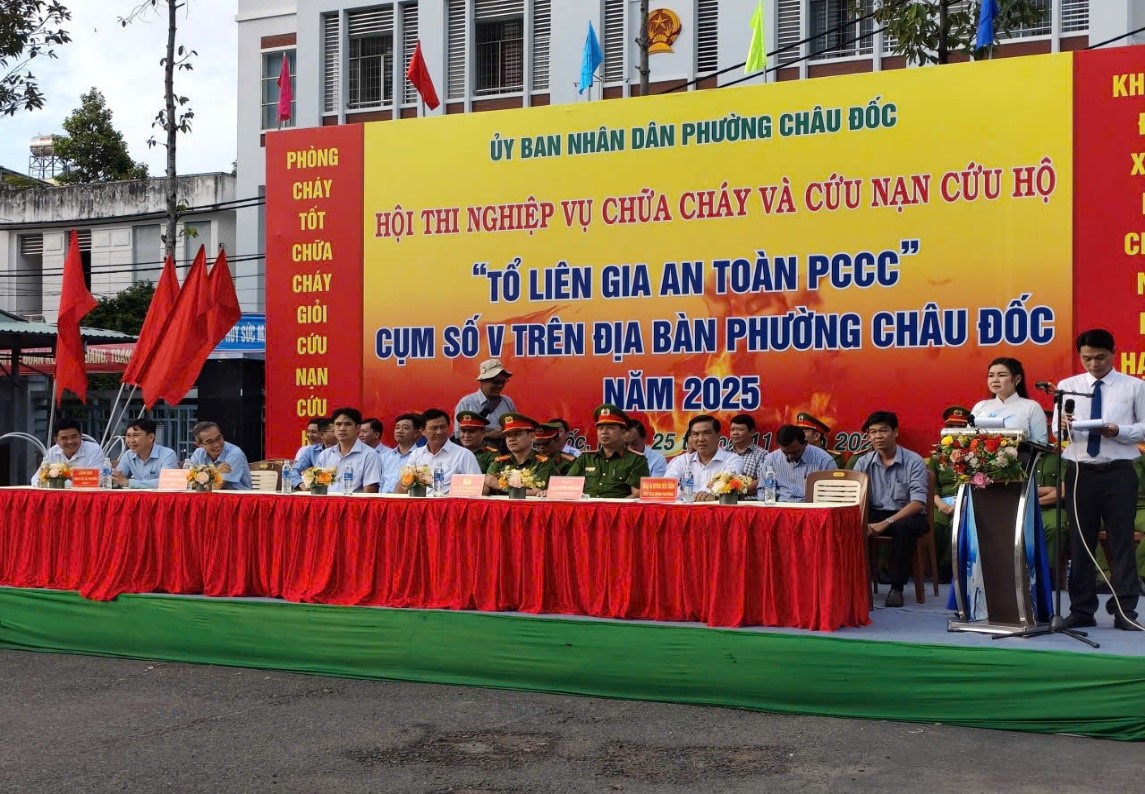 ỦY BAN NHÂN DÂN PHƯỜNG CHÂU ĐỐC
HỘI THI NGHIỆP VỤ CHỮA CHÁY VÀ CỨU NẠN CỨU HỘ
“TỔ LIÊN GIA AN TOÀN PCCC”
CỤM SỐ V TRÊN ĐỊA BÀN PHƯỜNG CHÂU ĐỐC
NĂM 2025
25
PHÒNG
CHÁY
TỐT
CHỮA
CHÁY
GIỎI
CỨU
NẠN
CỨU
KH